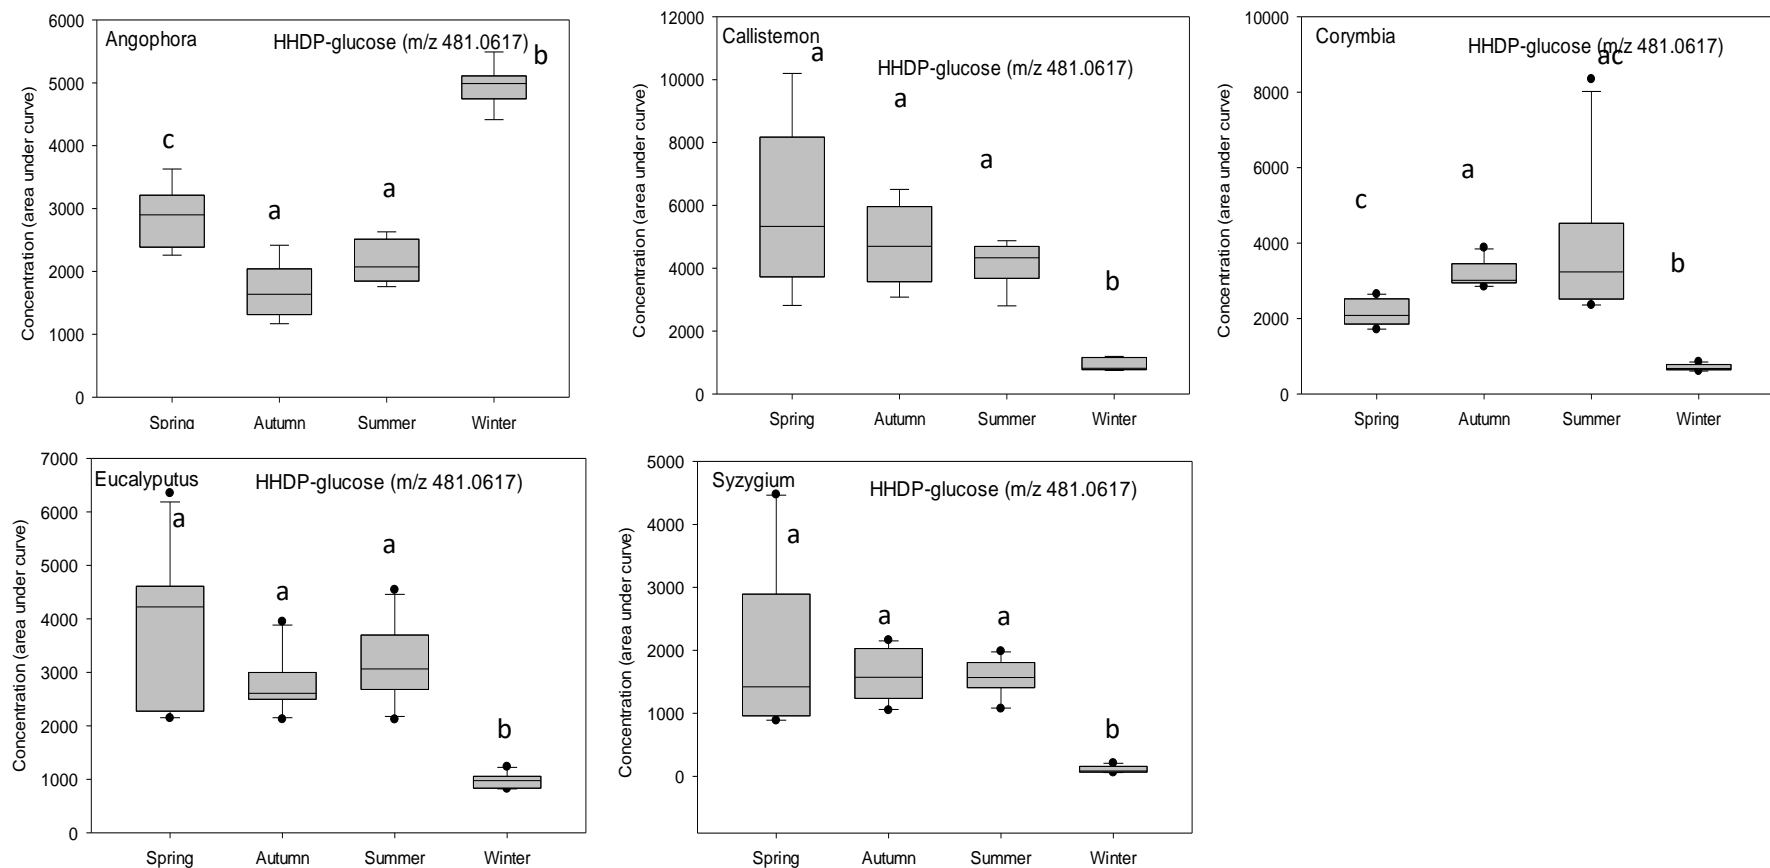 Angophora
HHDP-glucose (m/z 481.0617)
Concentration (area under curve)
6000
5000
4000
3000
2000
1000
0
c
a
a
b
Spring
Autumn
Summer
Winter
Callistemon
HHDP-glucose (m/z 481.0617)
Concentration (area under curve)
12000
10000
8000
6000
4000
2000
0
a
a
a
b
Spring
Autumn
Summer
Winter
Corymbia
HHDP-glucose (m/z 481.0617)
Concentration (area under curve)
10000
8000
6000
4000
2000
0
c
a
ac
b
Spring
Autumn
Summer
Winter
Eucalyputus
HHDP-glucose (m/z 481.0617)
Concentration (area under curve)
7000
6000
5000
4000
3000
2000
1000
0
a
a
a
b
Spring
Autumn
Summer
Winter
Syzygium
HHDP-glucose (m/z 481.0617)
Concentration (area under curve)
5000
4000
3000
2000
1000
0
a
a
a
b
Spring
Autumn
Summer
Winter